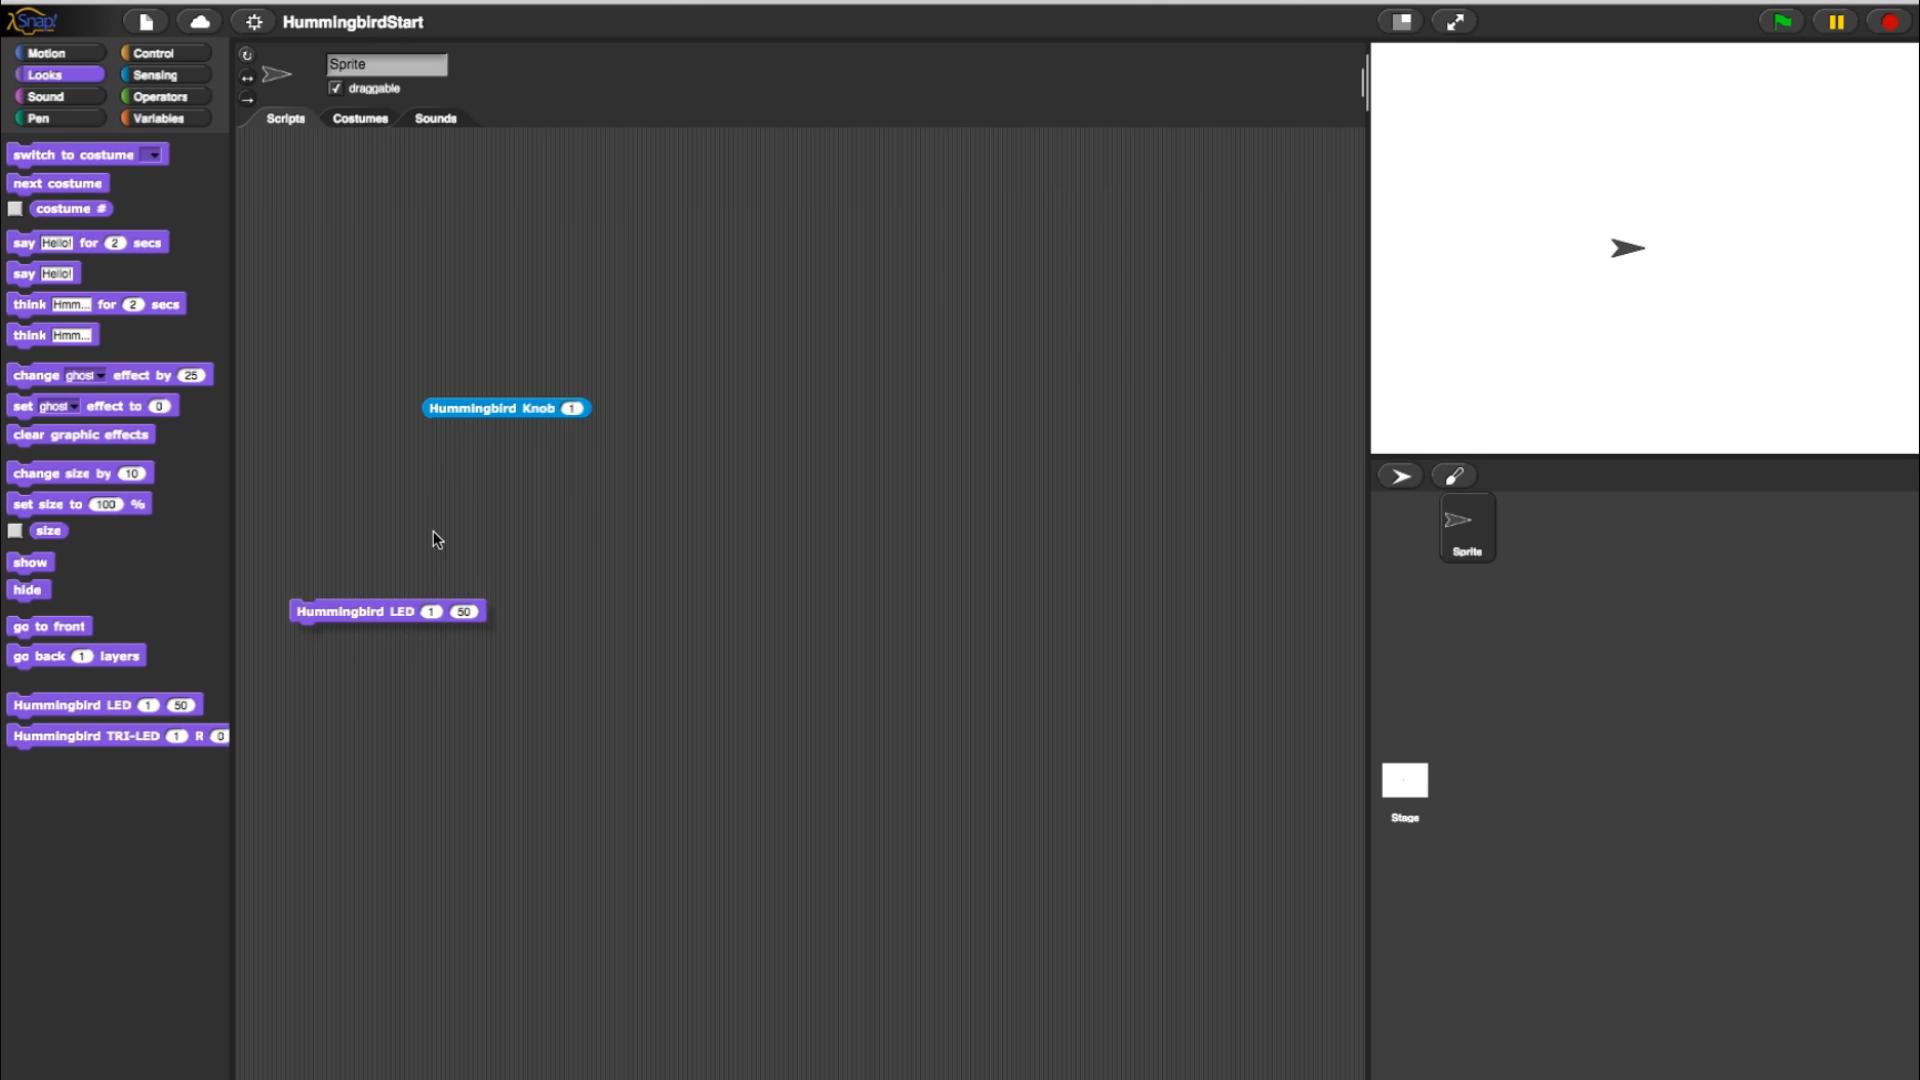 Snap!
HummingbirdStart
Motion
Control
Looks
Sensing
Sound
Operators
Pen
Variables
Sprite
draggable
Scripts
Costumes
Sounds
switch to costume
next costume
costume #
say Hello! for 2 secs
say Hello!
think Hmm... for 2 secs
think Hmm...
change ghost effect by 25
set ghost effect to 0
clear graphic effects
change size by 10
set size to 100 %
size
show
hide
go to front
go back 1 layers
Hummingbird LED 1 50
Hummingbird TRI-LED 1 R 0
Hummingbird Knob 1
Hummingbird LED 1 50
Sprite
Stage